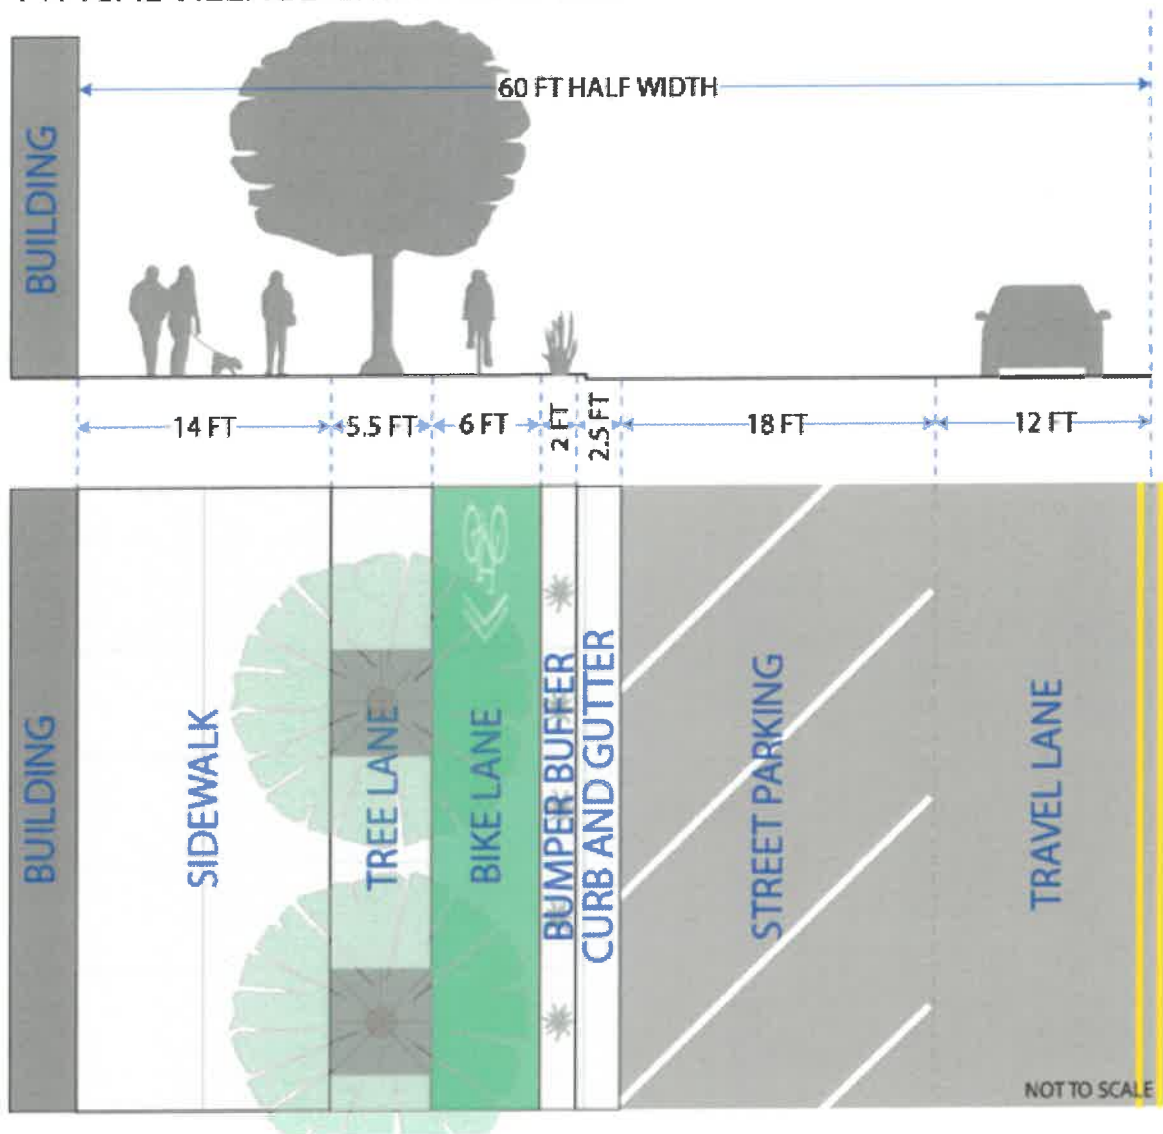 60 FT HALF WIDTH
BUILDING
14 FT
5.5 FT
6 FT
2 FT
2.5 FT
18 FT
12 FT
BUILDING
SIDEWALK
TREE LANE
BIKE LANE
BUMPER BUFFER
CURB AND GUTTER
STREET PARKING
TRAVEL LANE
NOT TO SCALE